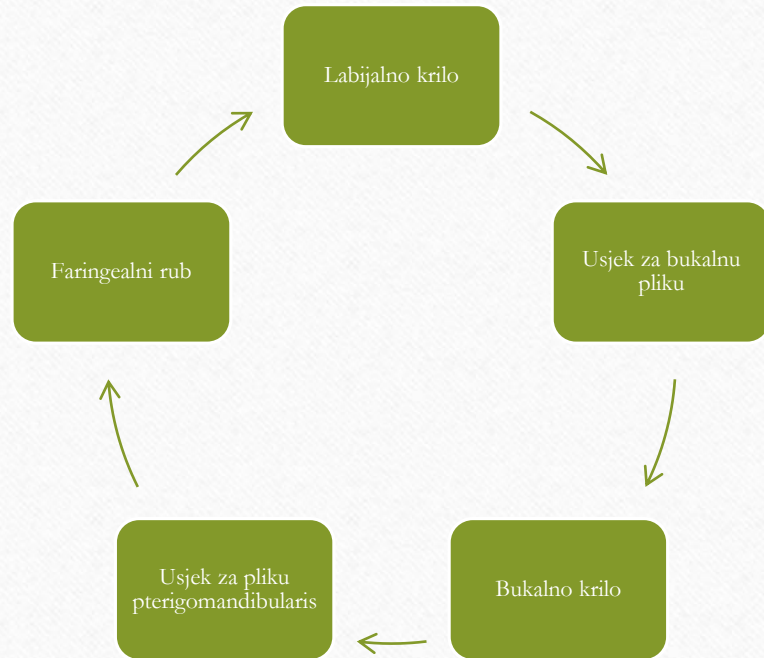 Labijalno krilo
Usjek za bukalnu
pliku
Bukalno krilo
Usjek za pliku
pterigomandibularis
Faringealni rub